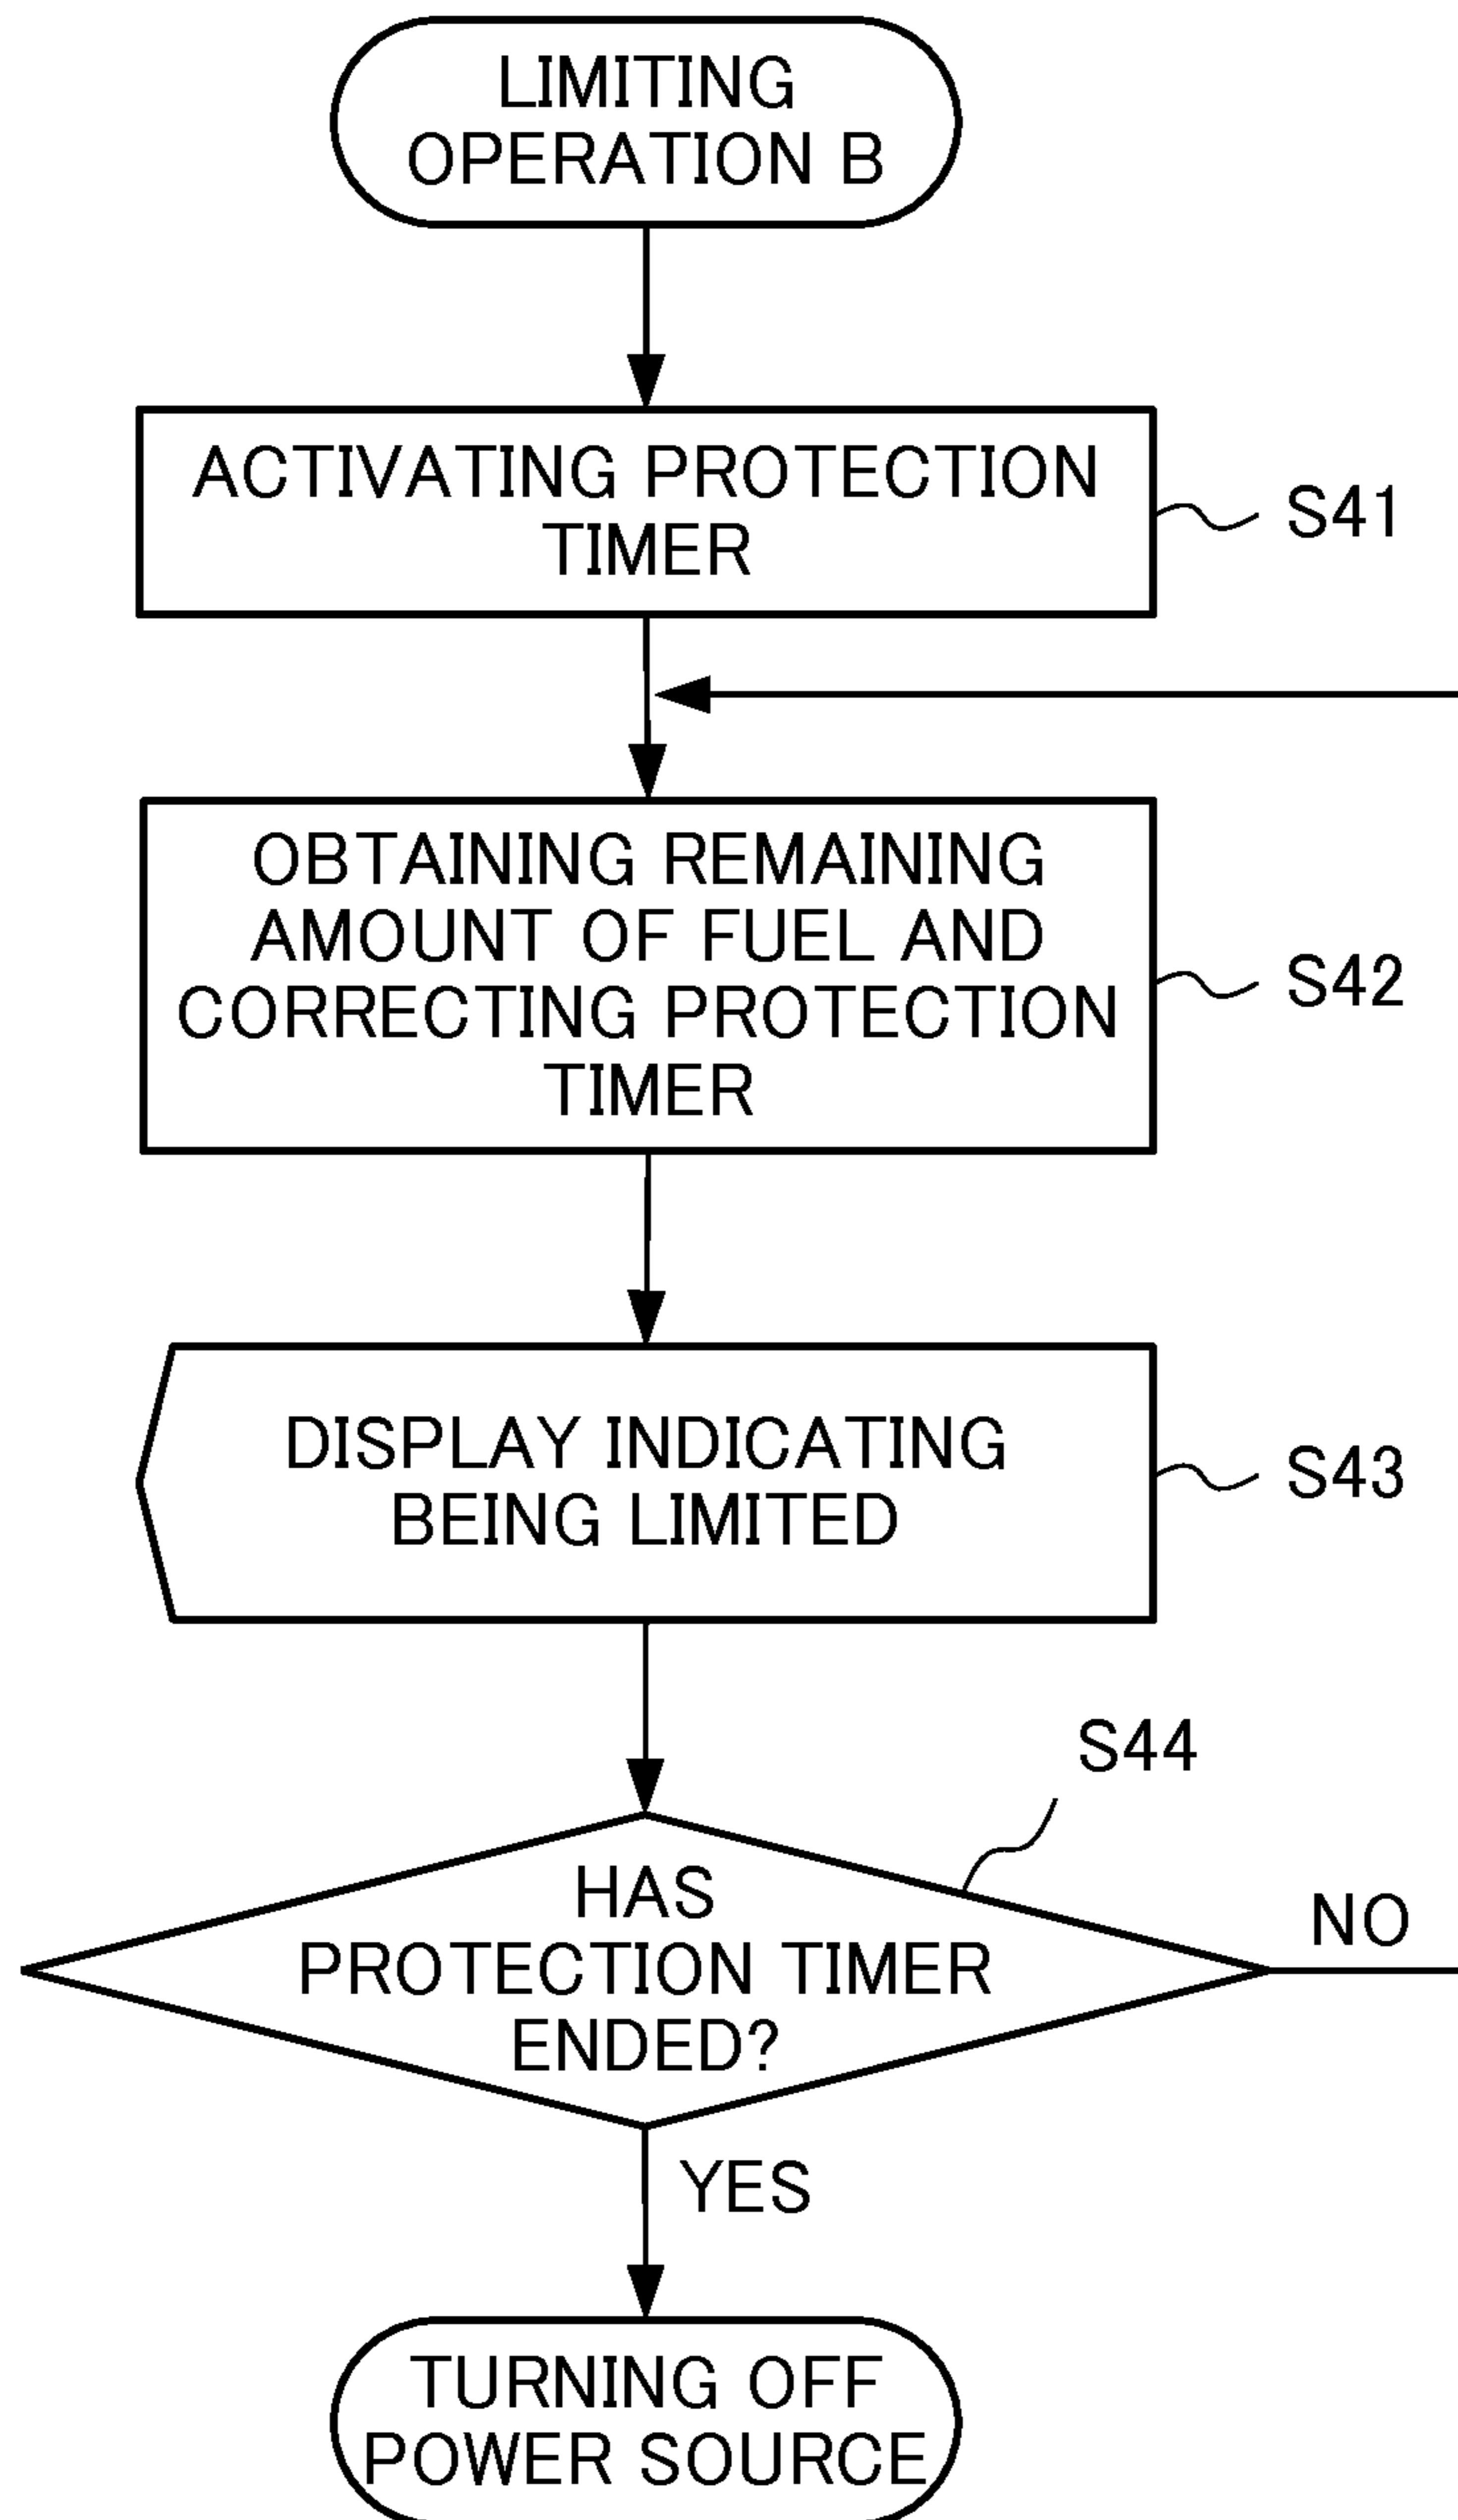 LIMITING
OPERATION B
ACTIVATING PROTECTION
TIMER
S41
OBTAINING REMAINING
AMOUNT OF FUEL AND
CORRECTING PROTECTION
TIMER
S42
DISPLAY INDICATING
BEING LIMITED
S43
S44
HAS
PROTECTION TIMER
ENDED?
NO
YES
TURNING OFF
POWER SOURCE